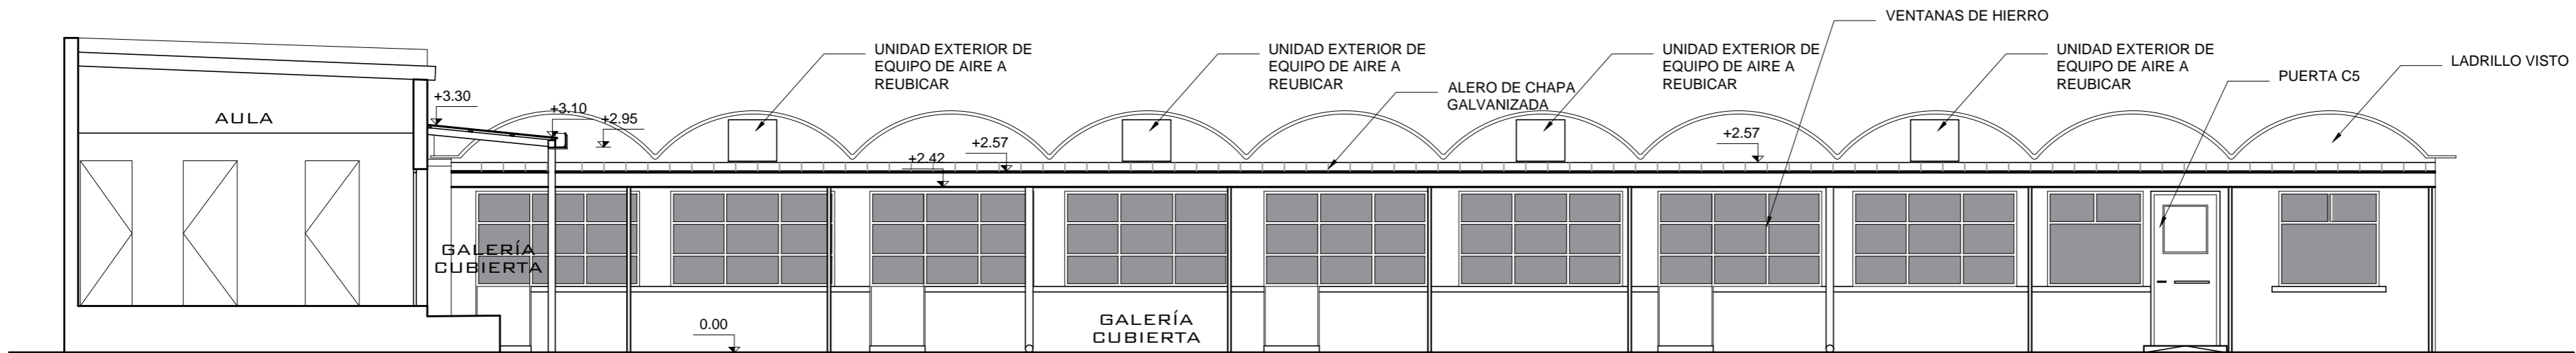 VENTANAS DE HIERRO
UNIDAD EXTERIOR DE
EQUIPO DE AIRE A
REUBICAR
UNIDAD EXTERIOR DE
EQUIPO DE AIRE A
REUBICAR
UNIDAD EXTERIOR DE
EQUIPO DE AIRE A
REUBICAR
UNIDAD EXTERIOR DE
EQUIPO DE AIRE A
REUBICAR
LADRILLO VISTO
PUERTA C5
ALERO DE CHAPA
GALVANIZADA
+3.30
+3.10
+2.95
AULA
+2.57
+2.57
+2.42
GALERÍA
CUBIERTA
GALERÍA
CUBIERTA
0.00